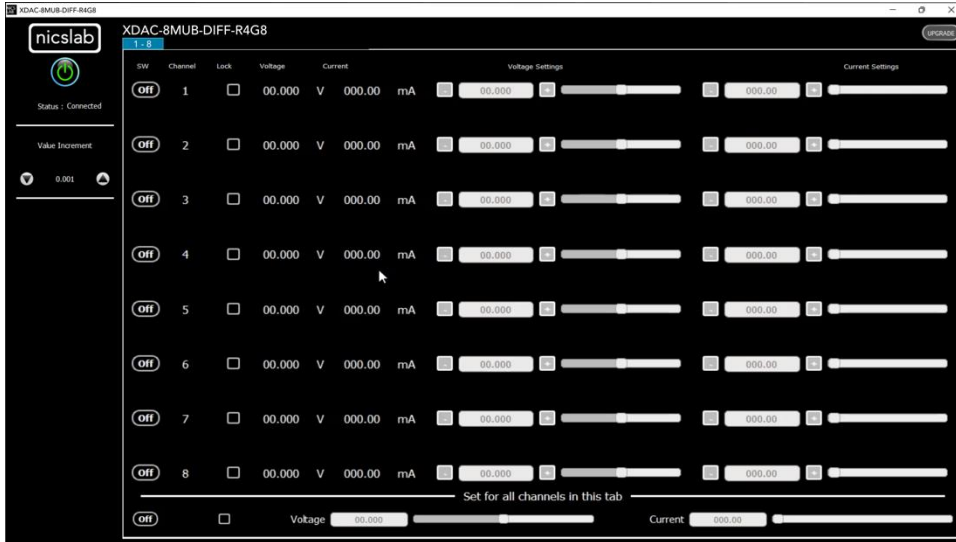 XDAC-8MUB-DIFF-R4G8
nicslab
XDAC-8MUB-DIFF-R4G8
UPGRADE
1 - 8
SW Channel Lock Voltage Current Voltage Settings Current Settings
Status : Connected
Value Increment
0.001
Off 1 00.000 V 000.00 mA - 00.000 + - 000.00 +
Off 2 00.000 V 000.00 mA - 00.000 + - 000.00 +
Off 3 00.000 V 000.00 mA - 00.000 + - 000.00 +
Off 4 00.000 V 000.00 mA - 00.000 + - 000.00 +
Off 5 00.000 V 000.00 mA - 00.000 + - 000.00 +
Off 6 00.000 V 000.00 mA - 00.000 + - 000.00 +
Off 7 00.000 V 000.00 mA - 00.000 + - 000.00 +
Off 8 00.000 V 000.00 mA - 00.000 + - 000.00 +
Set for all channels in this tab
Off Voltage 00.000 Current 000.00